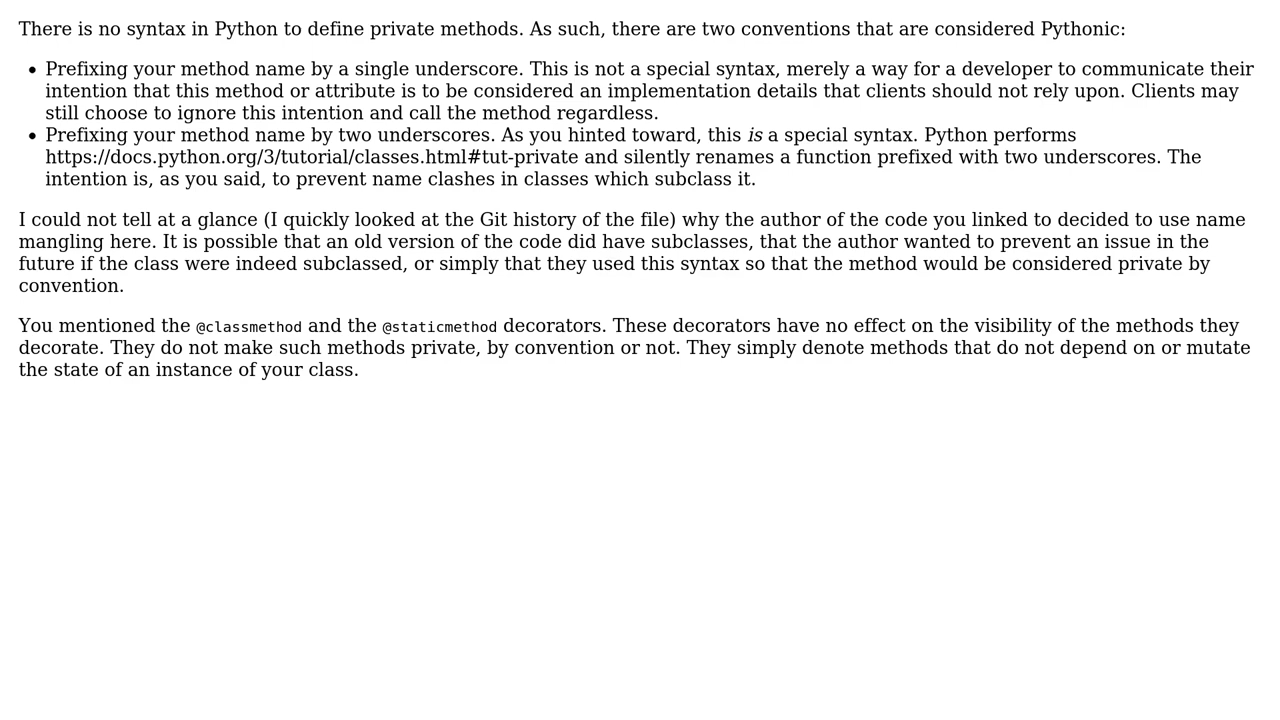 There is no syntax in Python to define private methods. As such, there are two conventions that are considered Pythonic:
• Prefixing your method name by a single underscore. This is not a special syntax, merely a way for a developer to communicate their
intention that this method or attribute is to be considered an implementation details that clients should not rely upon. Clients may
still choose to ignore this intention and call the method regardless.
• Prefixing your method name by two underscores. As you hinted toward, this is a special syntax. Python performs
https://docs.python.org/3/tutorial/classes.html#tut-private and silently renames a function prefixed with two underscores. The
intention is, as you said, to prevent name clashes in classes which subclass it.
I could not tell at a glance (I quickly looked at the Git history of the file) why the author of the code you linked to decided to use name
mangling here. It is possible that an old version of the code did have subclasses, that the author wanted to prevent an issue in the
future if the class were indeed subclassed, or simply that they used this syntax so that the method would be considered private by
convention.
You mentioned the @classmethod and the @staticmethod decorators. These decorators have no effect on the visibility of the methods they
decorate. They do not make such methods private, by convention or not. They simply denote methods that do not depend on or mutate
the state of an instance of your class.